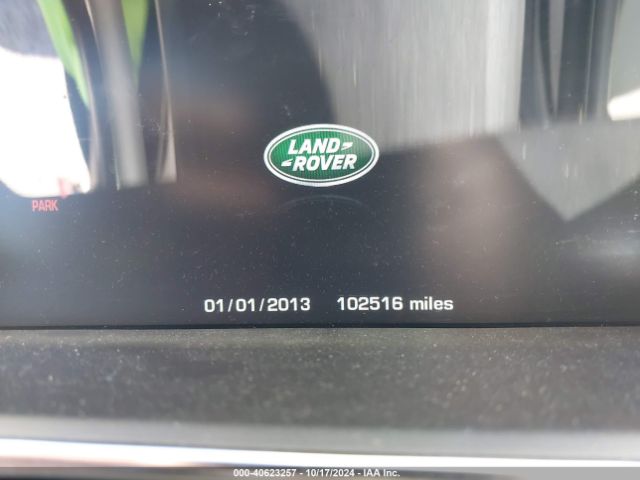 LAND
ROVER
PARK
01/01/2013 102516 miles
000-40623257 - 10/17/2024 - IAA Inc.